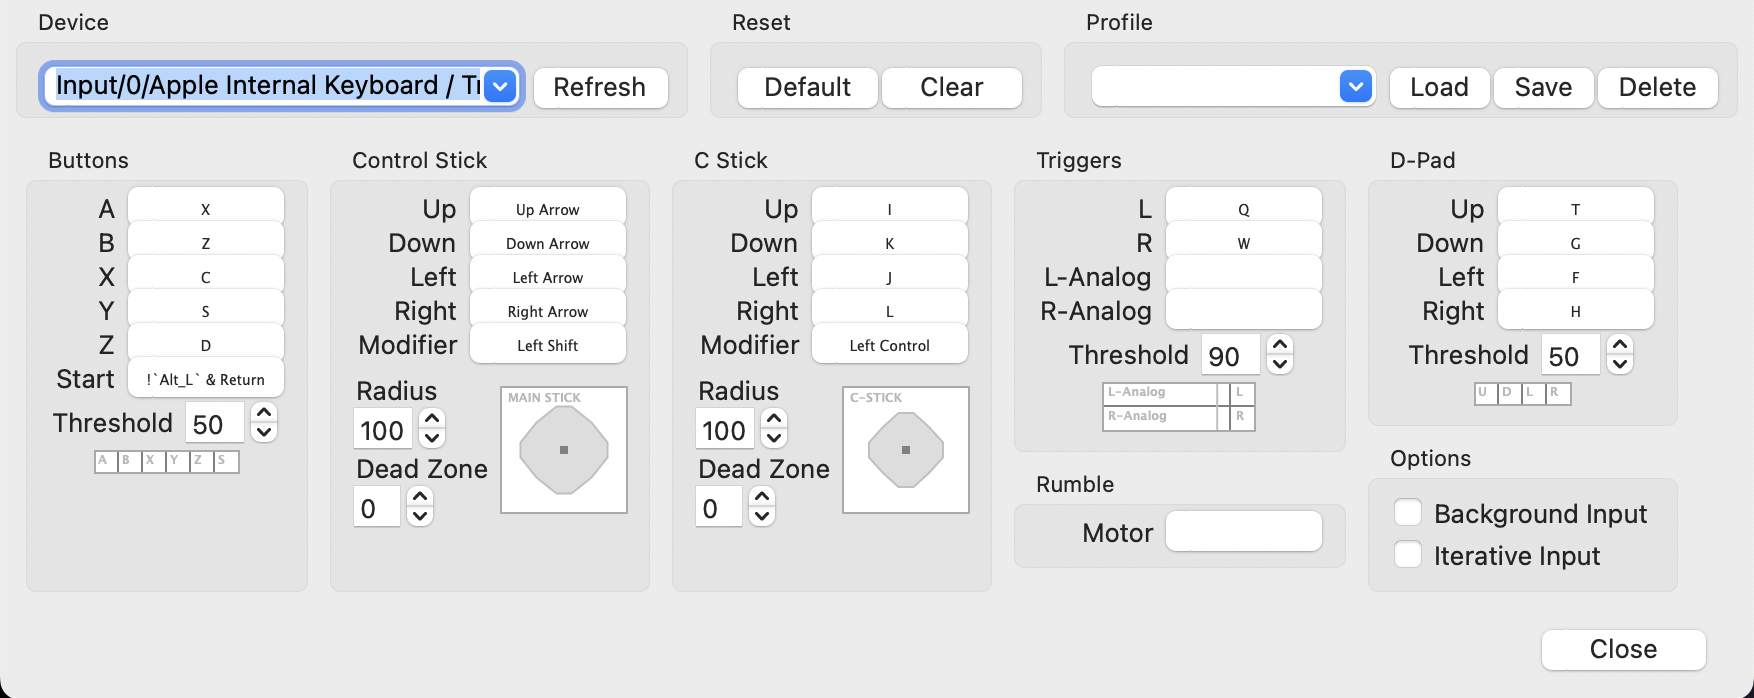 Device
Input/0/Apple Internal Keyboard / Tr
Refresh
Reset
Default
Clear
Profile
Load
Save
Delete
Buttons
A X
B Z
X C
Y S
Z D
Start !`Alt_L` & Return
Threshold 50
A B X Y Z S
Control Stick
Up Up Arrow
Down Down Arrow
Left Left Arrow
Right Right Arrow
Modifier Left Shift
Radius
100
Dead Zone
0
MAIN STICK
C Stick
Up I
Down K
Left J
Right L
Modifier Left Control
Radius
100
Dead Zone
0
C-STICK
Triggers
L Q
R W
L-Analog
R-Analog
Threshold 90
L-Analog L
R-Analog R
Rumble
Motor
D-Pad
Up T
Down G
Left F
Right H
Threshold 50
U D L R
Options
Background Input
Iterative Input
Close